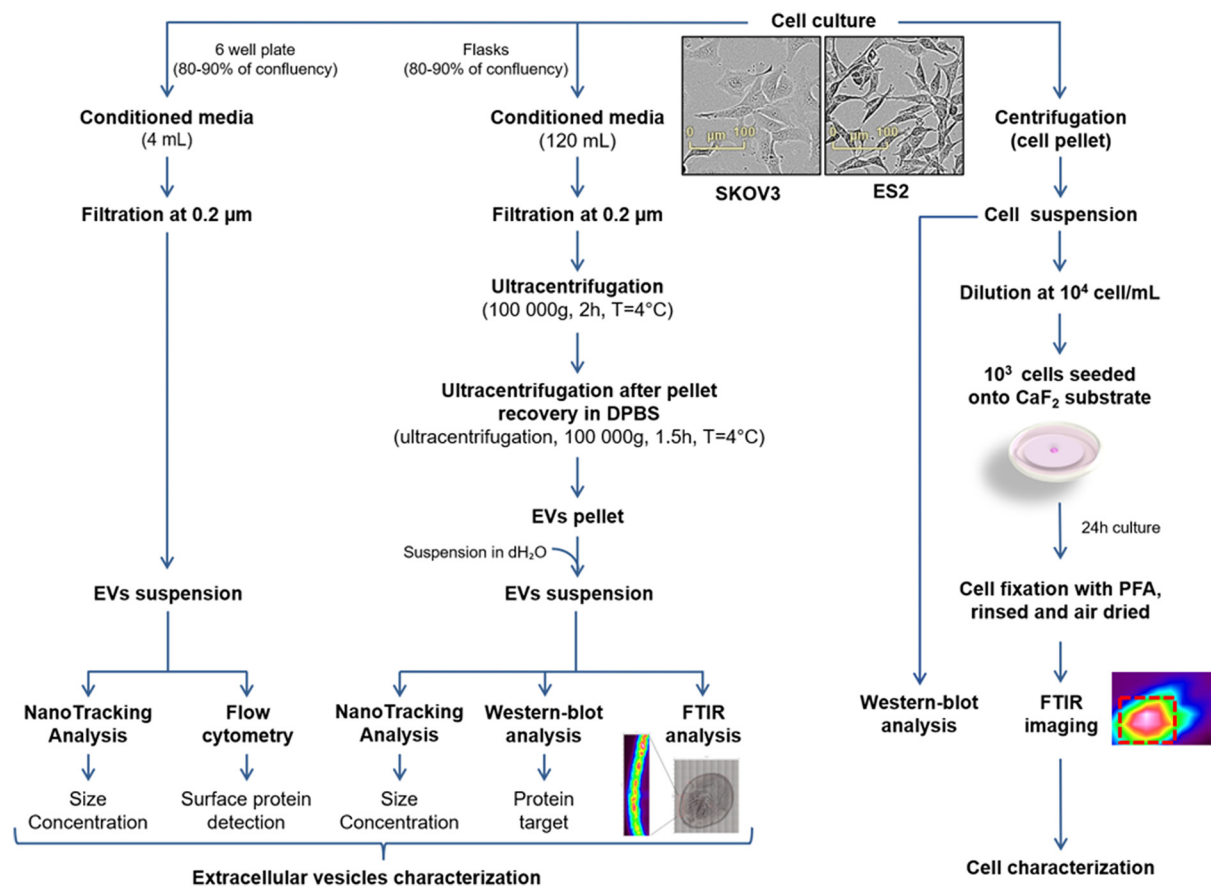 Cell culture
6 well plate
(80-90% of confluency)
Flasks
(80-90% of confluency)
Conditioned media
(4 mL)
Conditioned media
(120 mL)
0 µm 100
0 µm 100
SKOV3
ES2
Centrifugation
(cell pellet)
Filtration at 0.2 µm
Filtration at 0.2 µm
Cell suspension
Ultracentrifugation
(100 000g, 2h, T=4°C)
Dilution at 10⁴ cell/mL
Ultracentrifugation after pellet
recovery in DPBS
(ultracentrifugation, 100 000g, 1.5h, T=4°C)
10³ cells seeded
onto CaF₂ substrate
EVs pellet
24h culture
Suspension in dH₂O
EVs suspension
EVs suspension
Cell fixation with PFA,
rinsed and air dried
NanoTracking
Analysis
Flow
cytometry
NanoTracking
Analysis
Western-blot
analysis
FTIR
analysis
Western-blot
analysis
FTIR
imaging
Size
Concentration
Surface protein
detection
Size
Concentration
Protein
target
Extracellular vesicles characterization
Cell characterization